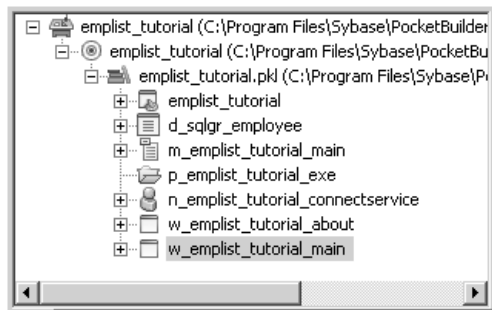 emplist_tutorial (C:\Program Files\Sybase\PocketBuilder
emplist_tutorial (C:\Program Files\Sybase\PocketBu
emplist_tutorial.pkl (C:\Program Files\Sybase\P
emplist_tutorial
d_sqlgr_employee
m_emplist_tutorial_main
p_emplist_tutorial_exe
n_emplist_tutorial_connectservice
w_emplist_tutorial_about
w_emplist_tutorial_main